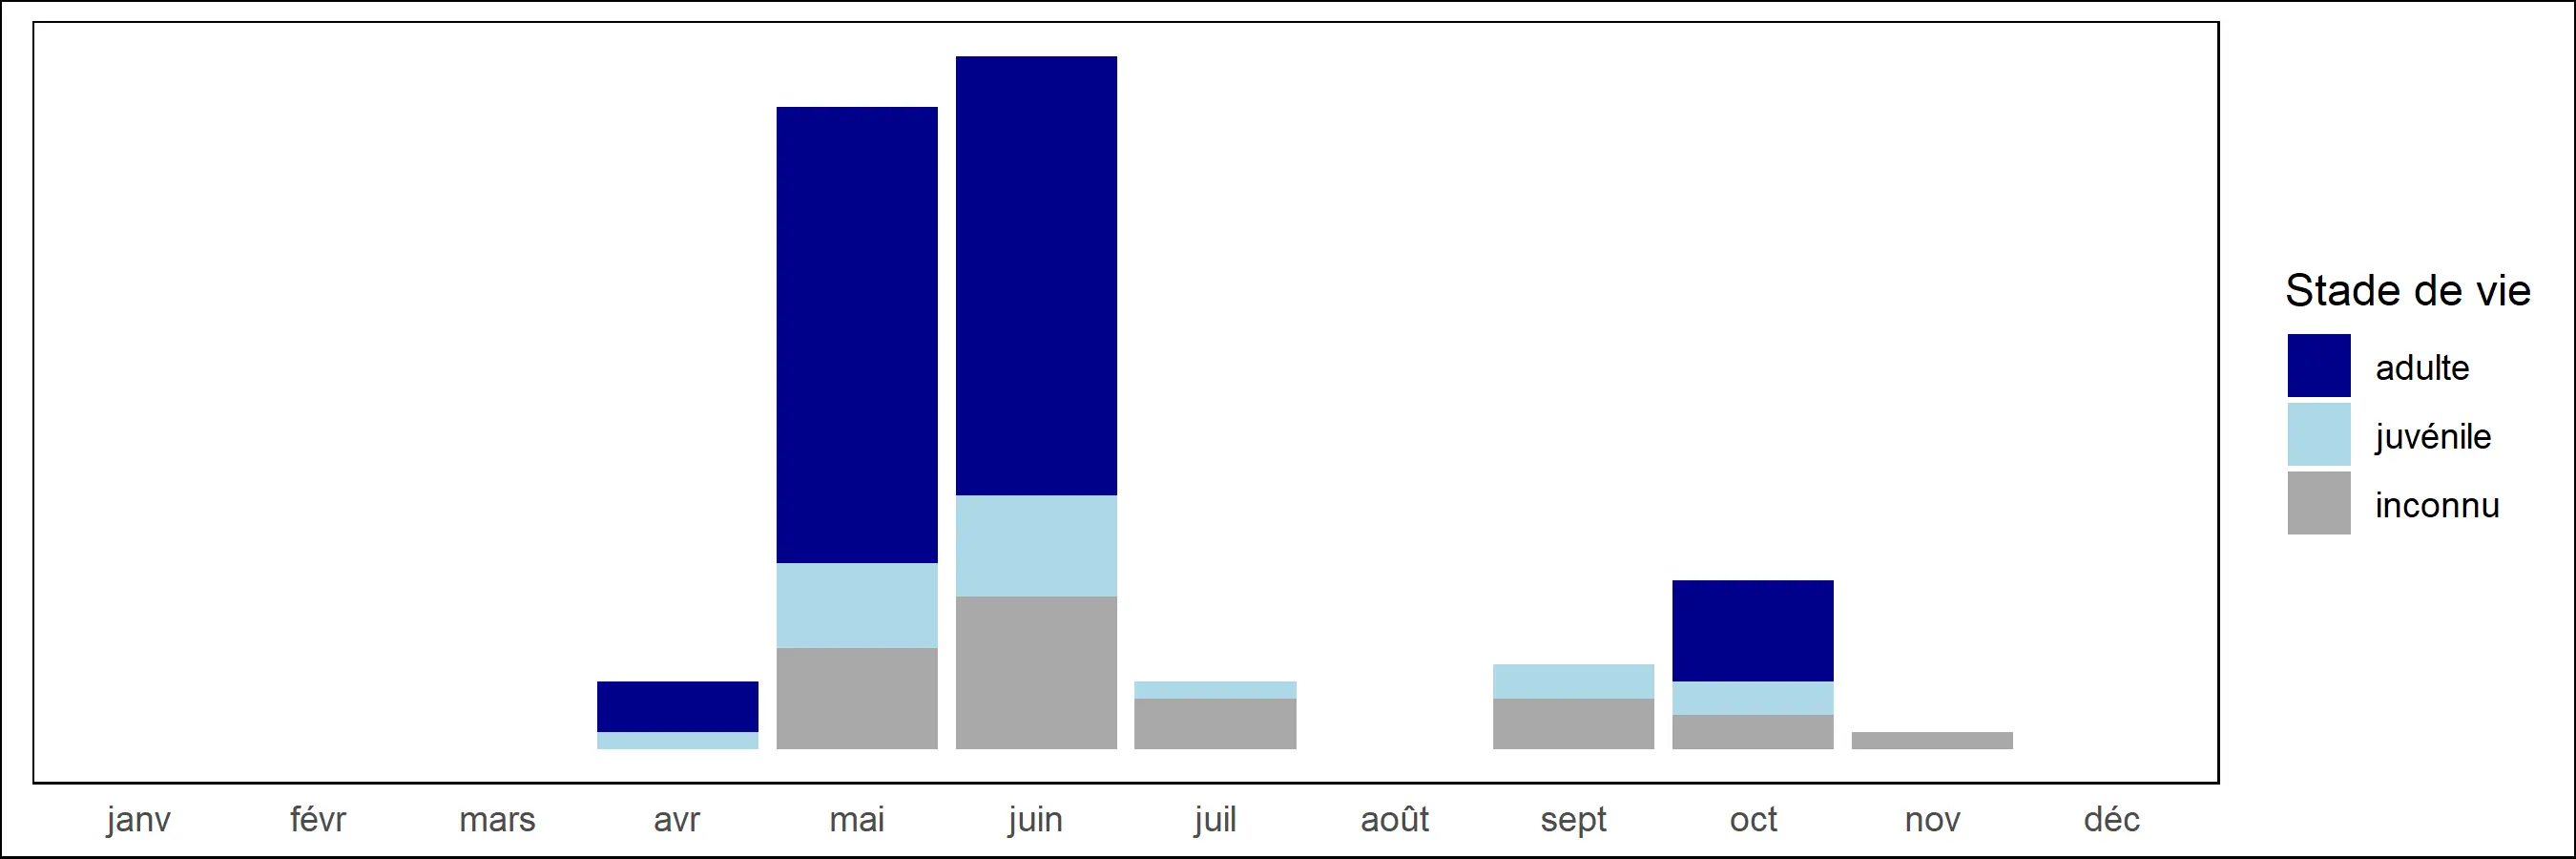 Stade de vie
adulte
juvénile
inconnu
janv févr mars avr mai juin juil août sept oct nov déc